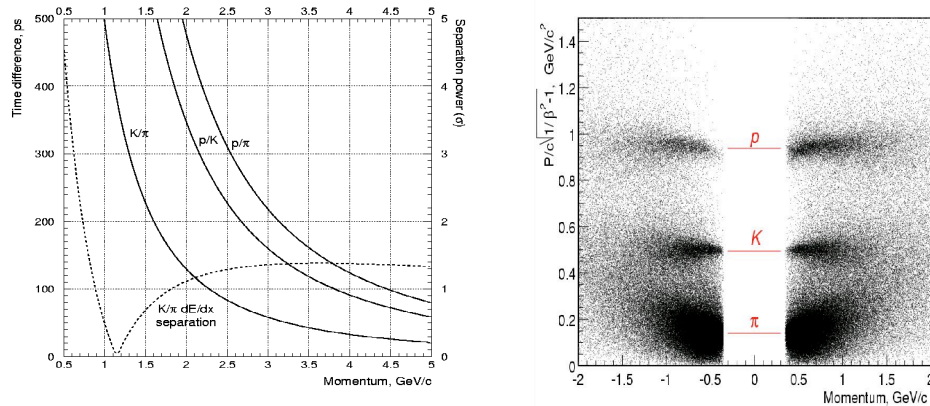 0.5 1 1.5 2 2.5 3 3.5 4 4.5 5
Time difference, ps
500
400
300
200
100
0
K/π
p/K
p/π
K/π dE/dx
separation
5
4
3
2
1
0
Separation power (σ)
0.5 1 1.5 2 2.5 3 3.5 4 4.5 5
Momentum, GeV/c
P/c√1/β²-1, GeV/c²
1.4
1.2
1
0.8
0.6
0.4
0.2
0
p
K
π
-2 -1.5 -1 -0.5 0 0.5 1 1.5 2
Momentum, GeV/c